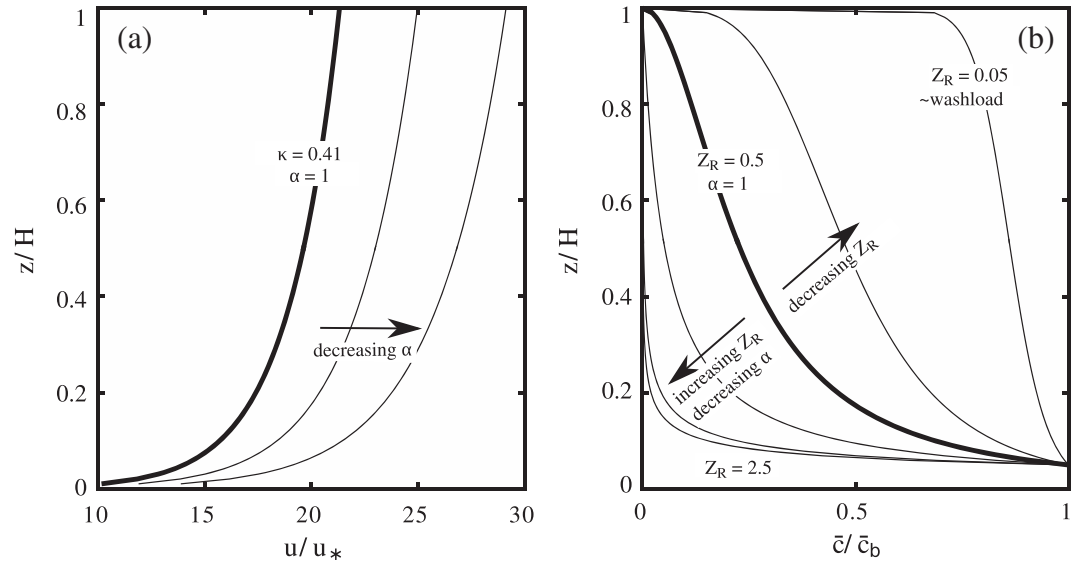 (a)
z/H
1
0.8
0.6
0.4
0.2
0
κ = 0.41
α = 1
decreasing α
10
15
20
25
30
u/u*
(b)
z/H
1
0.8
0.6
0.4
0.2
0
Z_R = 0.05
~washload
Z_R = 0.5
α = 1
decreasing Z_R
increasing Z_R
decreasing α
Z_R = 2.5
0
0.5
1
c̄/c̄_b